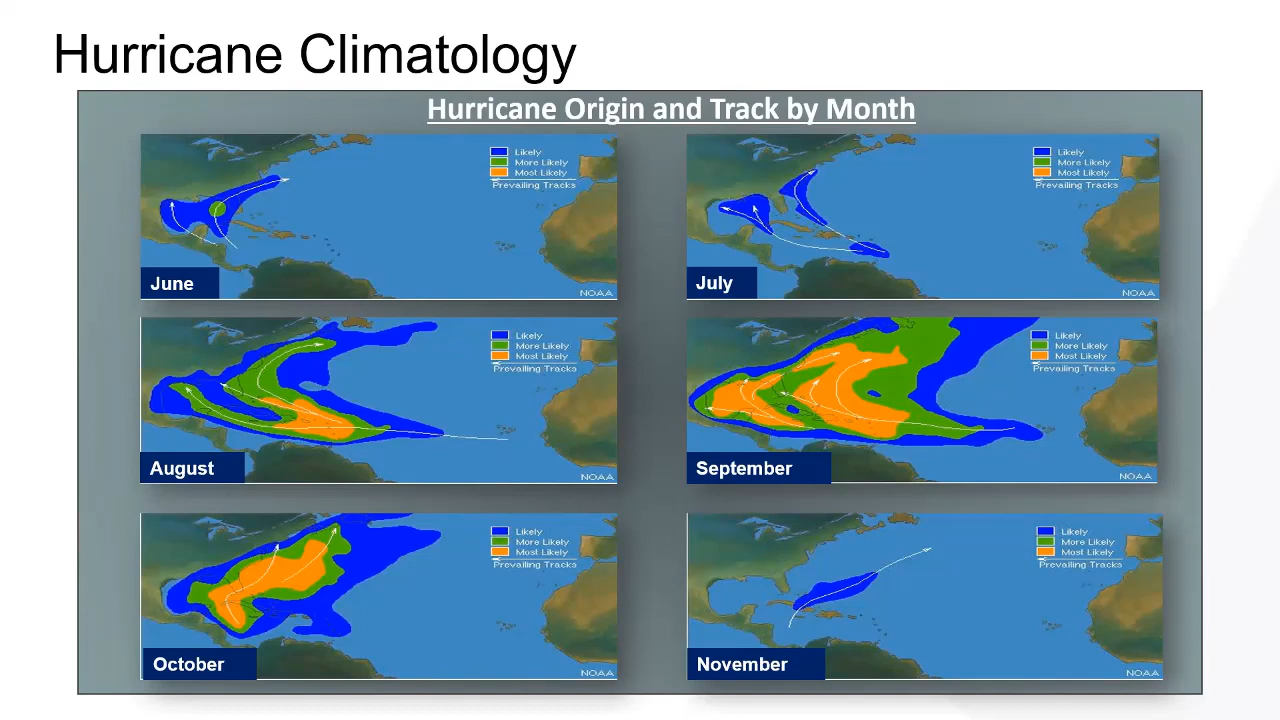 Hurricane Climatology
Hurricane Origin and Track by Month
Likely
More Likely
Most Likely
Prevailing Tracks
June
NOAA
Likely
More Likely
Most Likely
Prevailing Tracks
July
NOAA
Likely
More Likely
Most Likely
Prevailing Tracks
August
NOAA
Likely
More Likely
Most Likely
Prevailing Tracks
September
NOAA
Likely
More Likely
Most Likely
Prevailing Tracks
October
NOAA
Likely
More Likely
Most Likely
Prevailing Tracks
November
NOAA